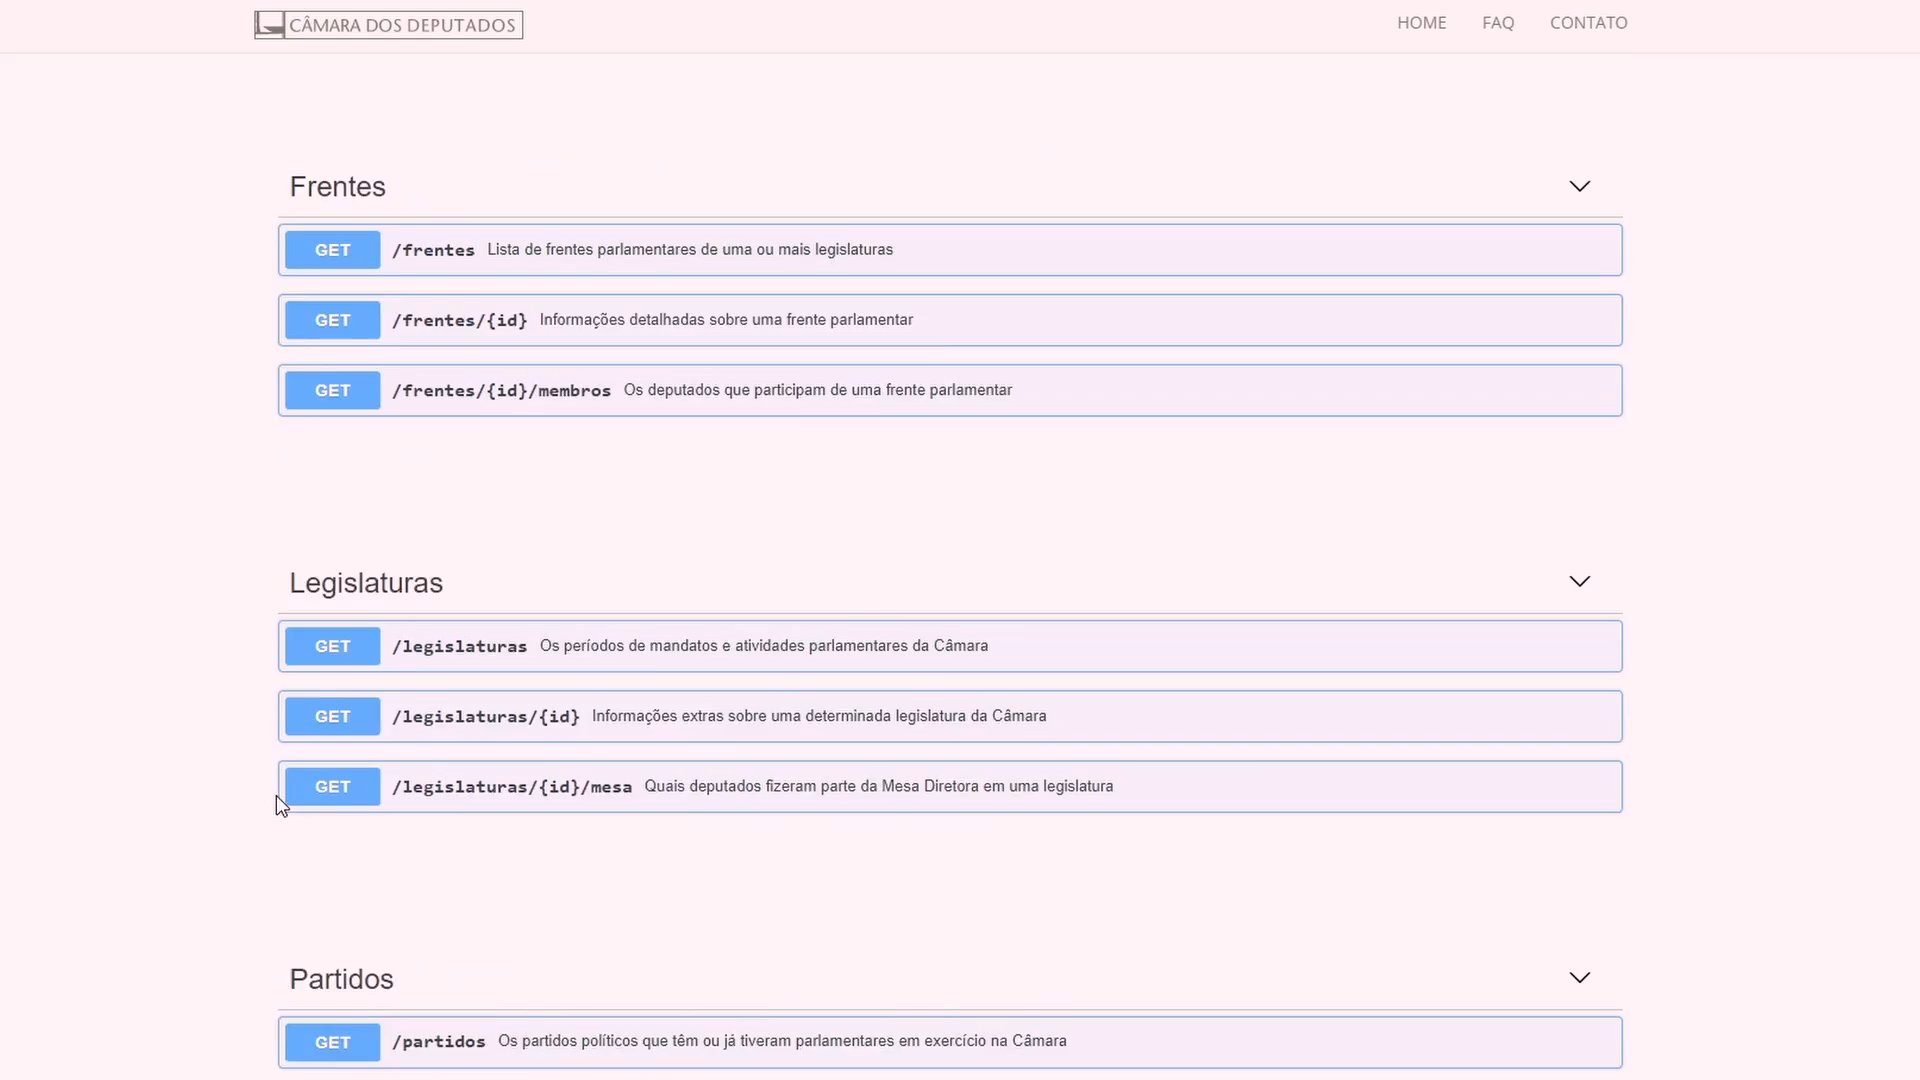 CÂMARA DOS DEPUTADOS
HOME FAQ CONTATO
Frentes
GET /frentes Lista de frentes parlamentares de uma ou mais legislaturas
GET /frentes/{id} Informações detalhadas sobre uma frente parlamentar
GET /frentes/{id}/membros Os deputados que participam de uma frente parlamentar
Legislaturas
GET /legislaturas Os períodos de mandatos e atividades parlamentares da Câmara
GET /legislaturas/{id} Informações extras sobre uma determinada legislatura da Câmara
GET /legislaturas/{id}/mesa Quais deputados fizeram parte da Mesa Diretora em uma legislatura
Partidos
GET /partidos Os partidos políticos que têm ou já tiveram parlamentares em exercício na Câmara